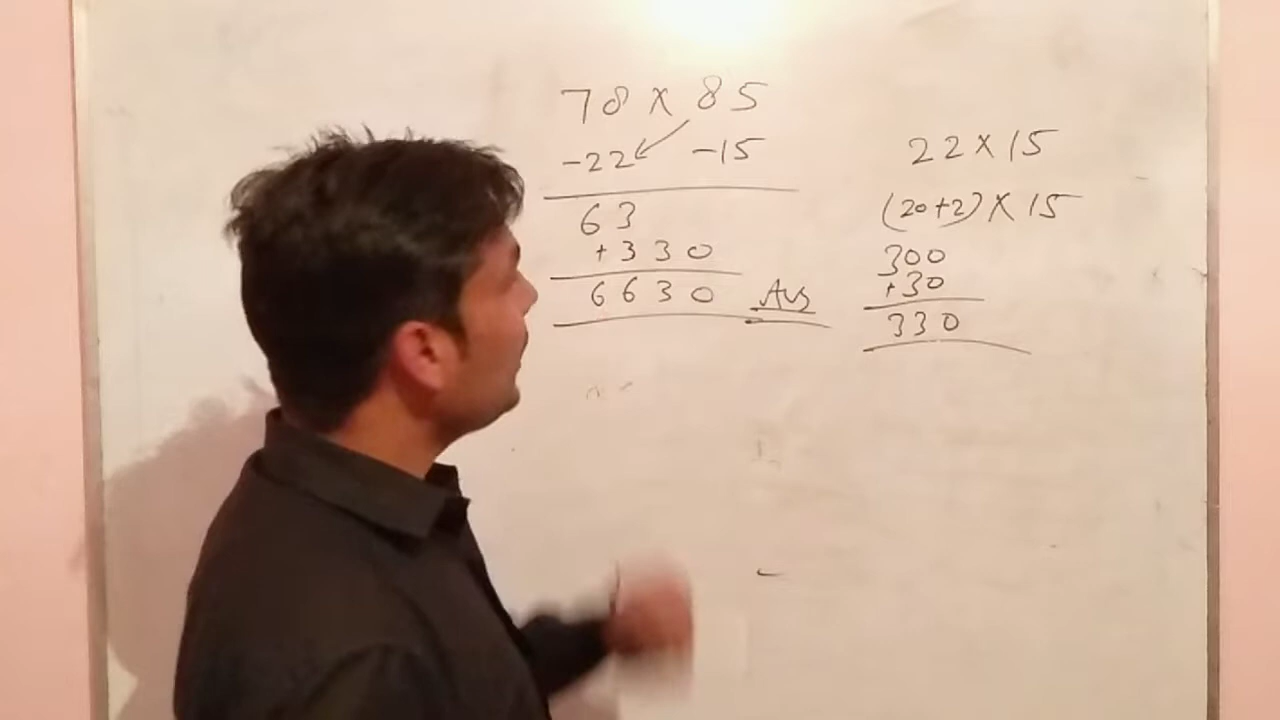 78 x 85
-22 -15
63
+330
6630 Ans
22 x 15
(20+2) x 15
300
+30
330